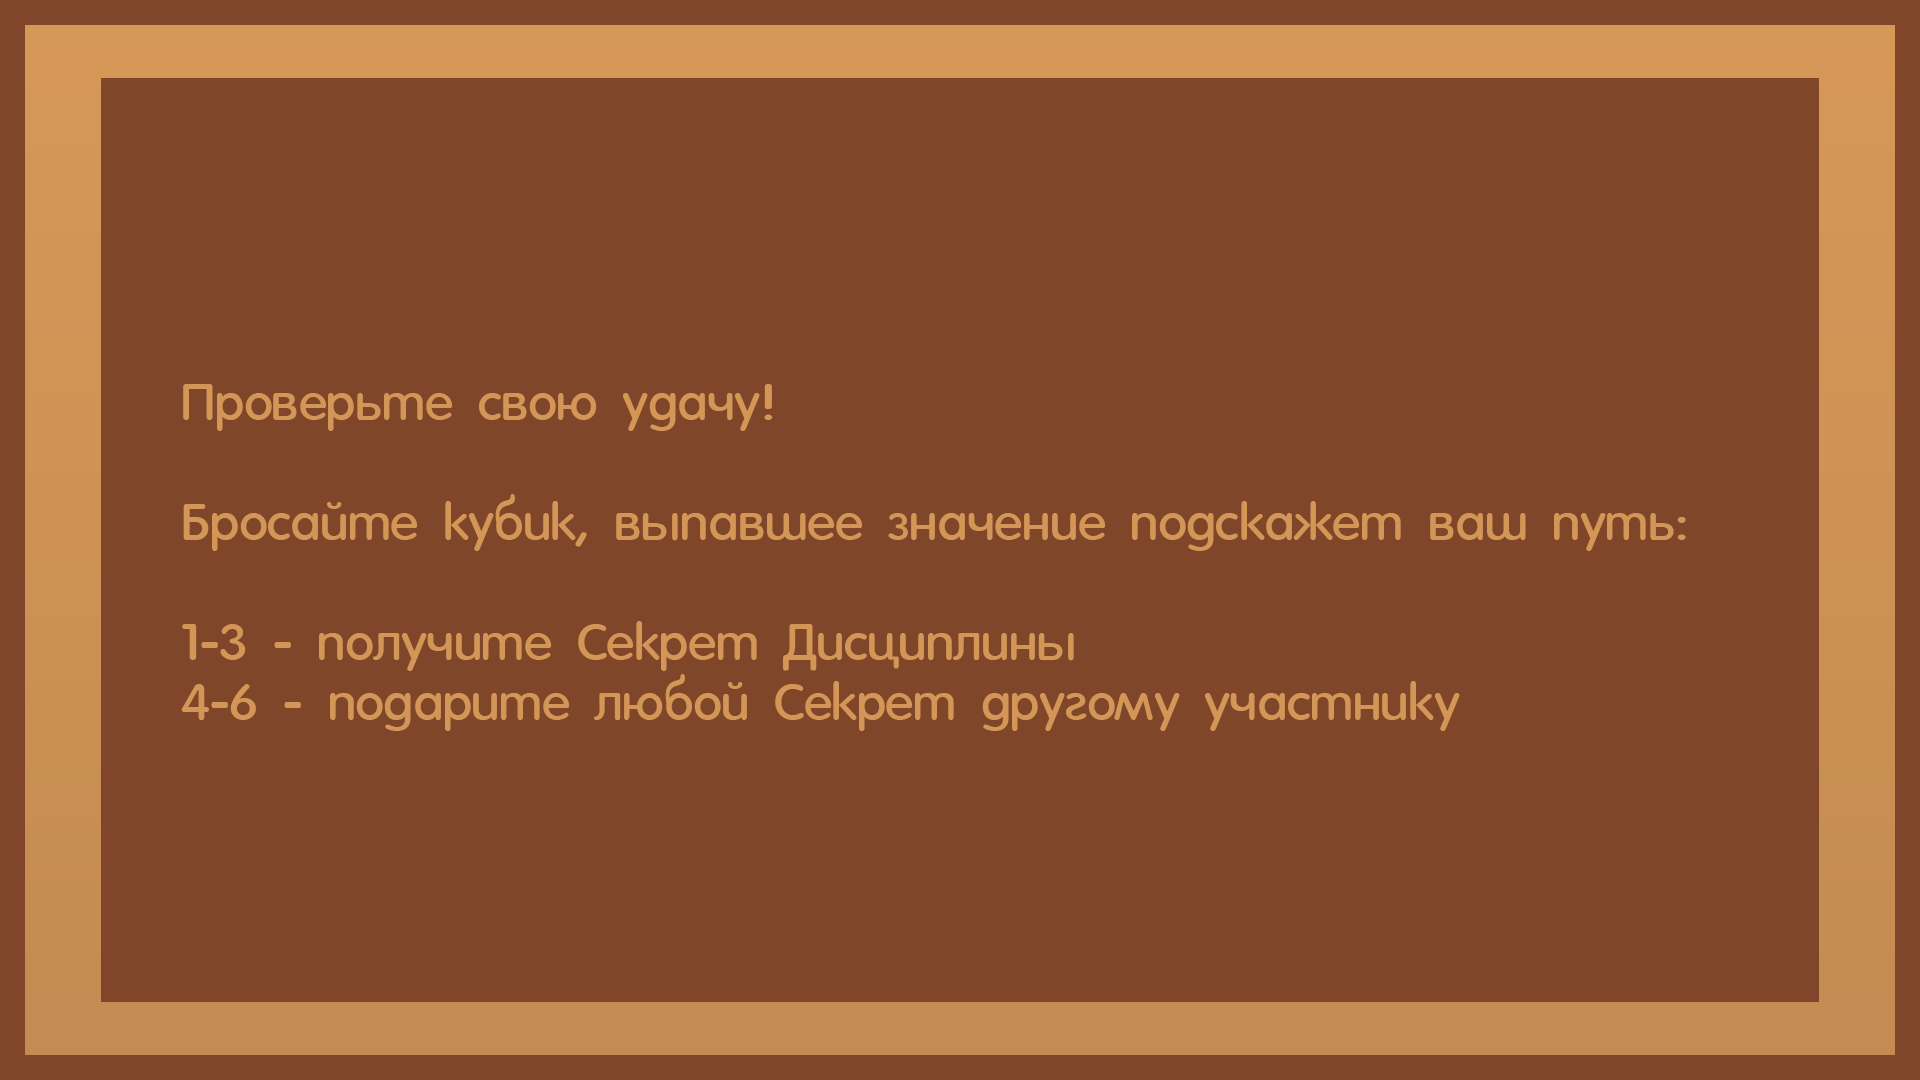 Проверьте свою удачу!
Бросайте кубик, выпавшее значение подскажет ваш путь:
1-3 - получите Секрет Дисциплины
4-6 - подарите любой Секрет другому участнику